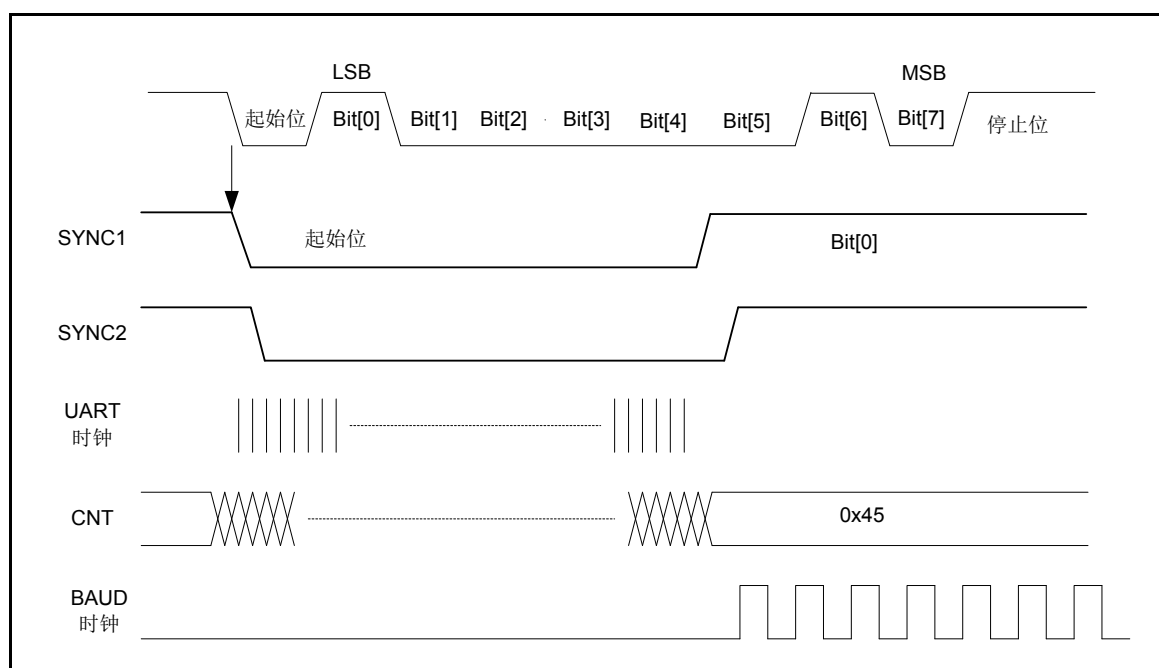 LSB MSB
起始位 Bit[0] Bit[1] Bit[2] Bit[3] Bit[4] Bit[5] Bit[6] Bit[7] 停止位
SYNC1 起始位 Bit[0]
SYNC2
UART
时钟
CNT 0x45
BAUD
时钟